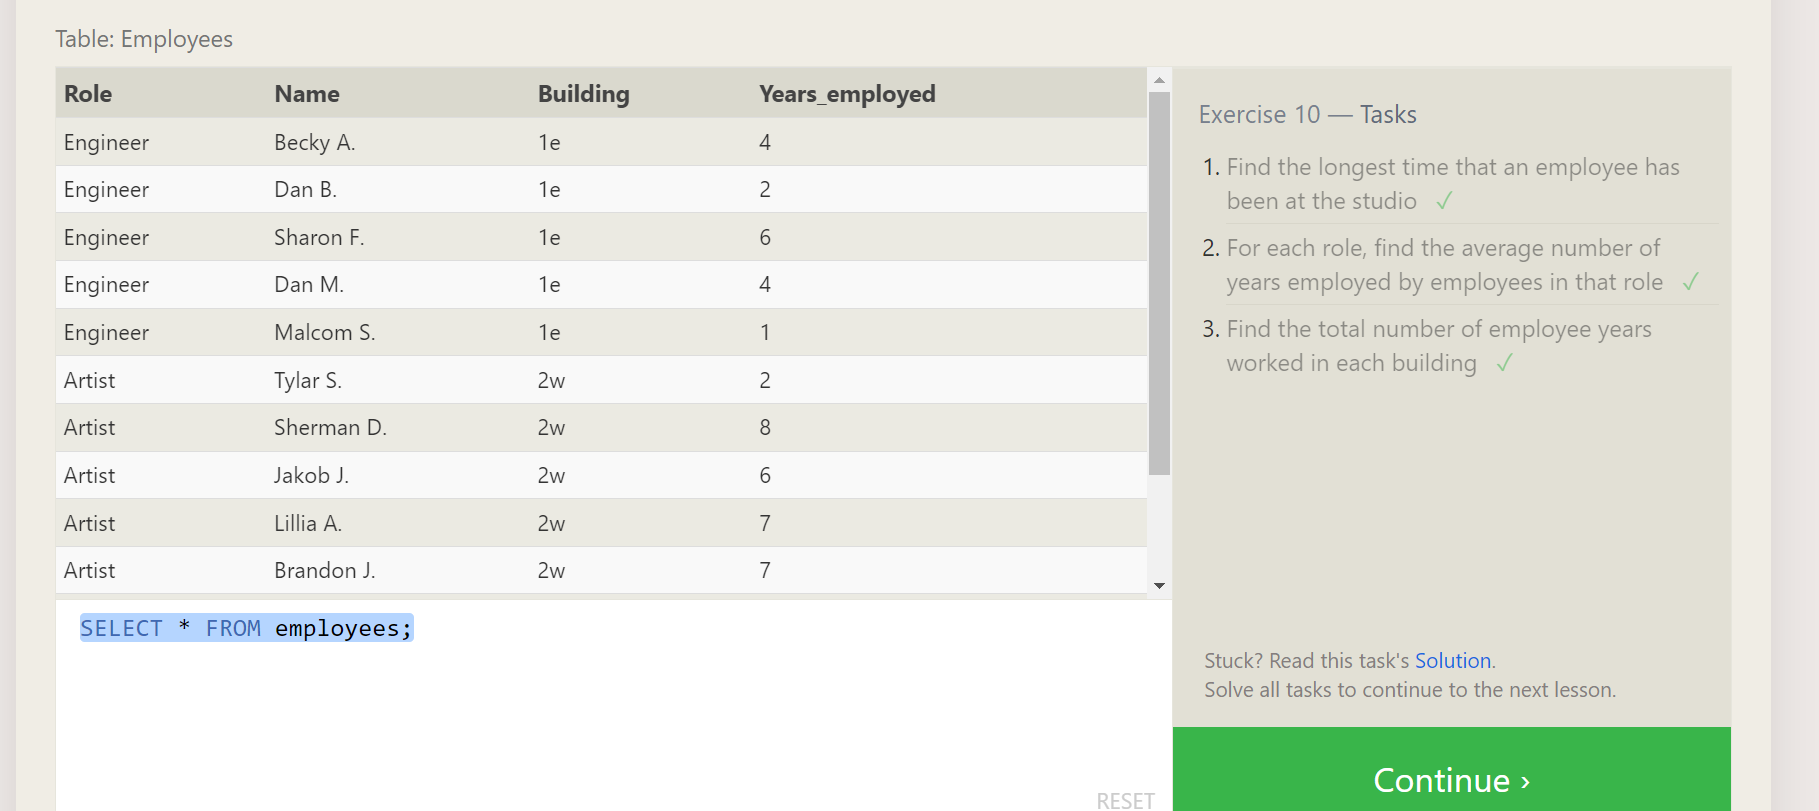 Table: Employees
Role Name Building Years_employed
Engineer Becky A. 1e 4
Engineer Dan B. 1e 2
Engineer Sharon F. 1e 6
Engineer Dan M. 1e 4
Engineer Malcom S. 1e 1
Artist Tylar S. 2w 2
Artist Sherman D. 2w 8
Artist Jakob J. 2w 6
Artist Lillia A. 2w 7
Artist Brandon J. 2w 7
SELECT * FROM employees;
RESET
Exercise 10 — Tasks
1. Find the longest time that an employee has
been at the studio ✓
2. For each role, find the average number of
years employed by employees in that role ✓
3. Find the total number of employee years
worked in each building ✓
Stuck? Read this task's Solution.
Solve all tasks to continue to the next lesson.
Continue ›